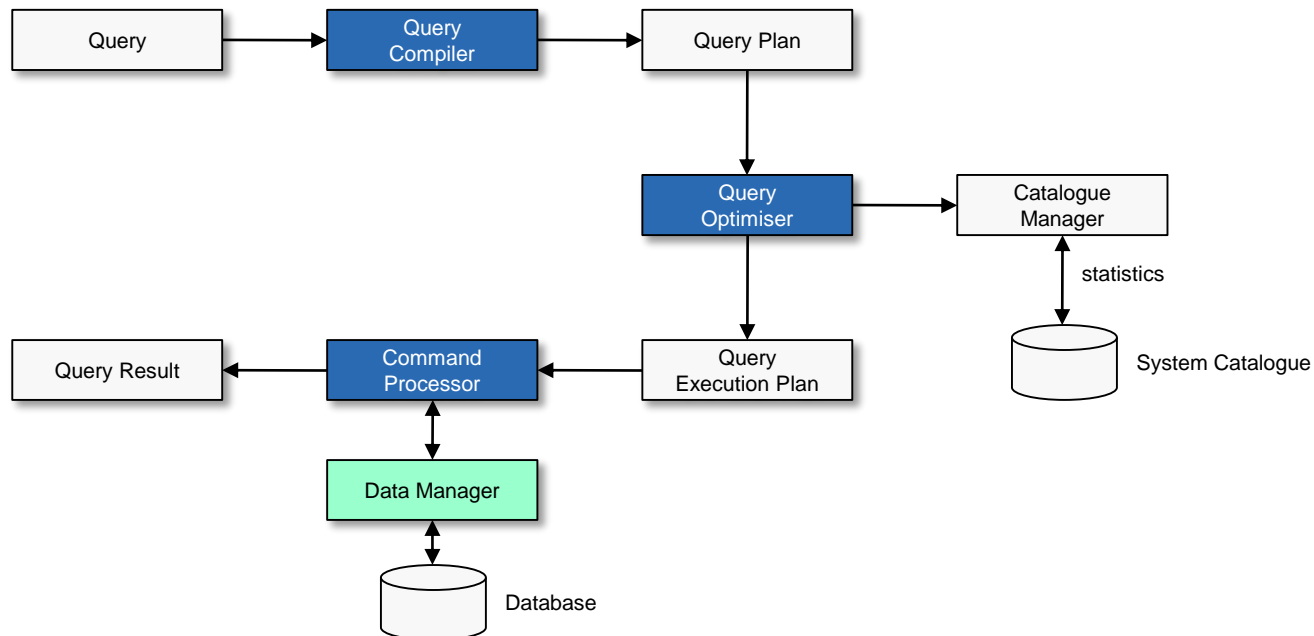 Query
Query
Compiler
Query Plan
Query
Optimiser
Catalogue
Manager
statistics
System Catalogue
Query Result
Command
Processor
Query
Execution Plan
Data Manager
Database